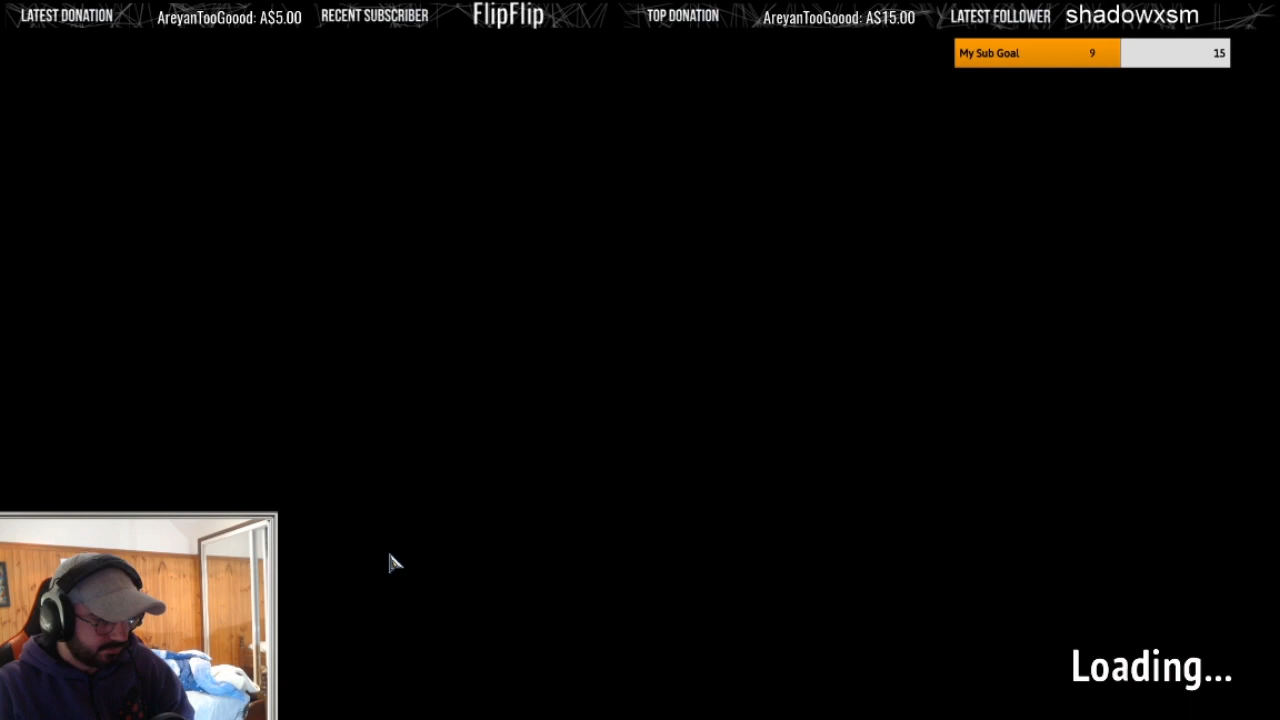 LATEST DONATION AreyanTooGoood: A$5.00 RECENT SUBSCRIBER FlipFlip TOP DONATION AreyanTooGoood: A$15.00 LATEST FOLLOWER shadowxsm
My Sub Goal 9 15
Loading...